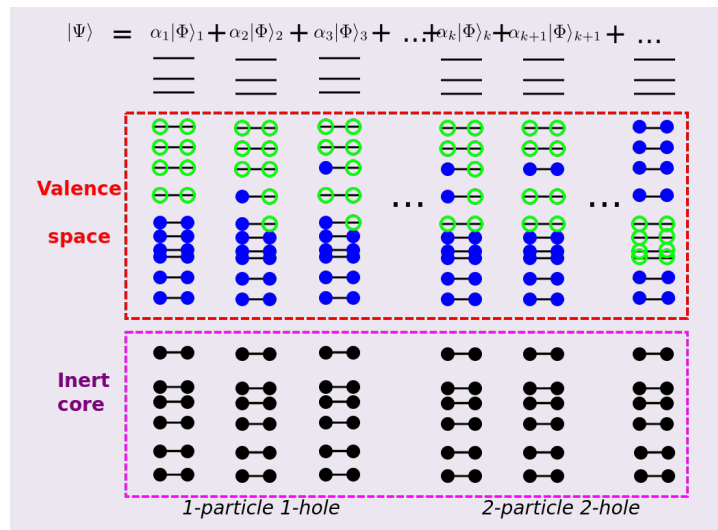 |Ψ⟩ = α₁|Φ⟩₁ + α₂|Φ⟩₂ + α₃|Φ⟩₃ + ... + αₖ|Φ⟩ₖ + αₖ₊₁|Φ⟩ₖ₊₁ + ...
Valence
space
... ...
Inert
core
1-particle 1-hole 2-particle 2-hole